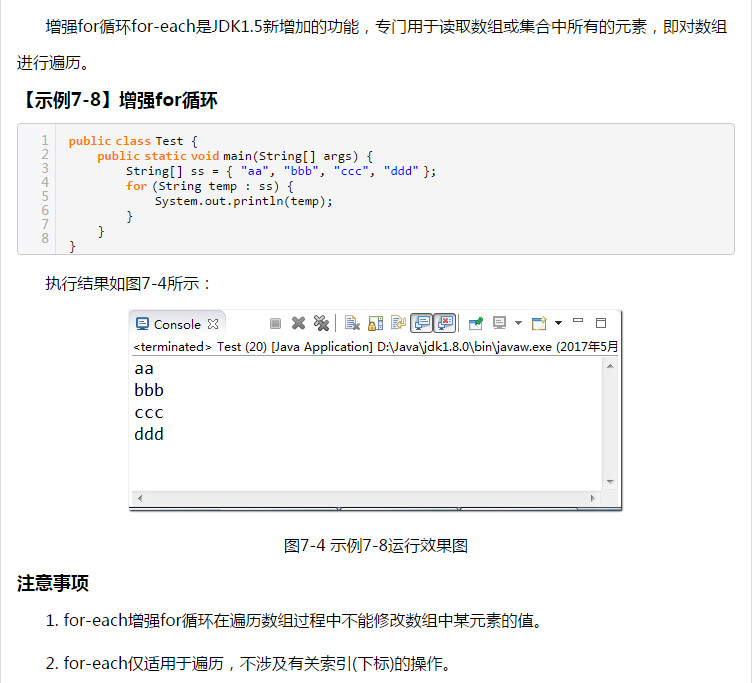 增强for循环for-each是JDK1.5新增加的功能，专门用于读取数组或集合中所有的元素，即对数组
进行遍历。
【示例7-8】增强for循环
1 public class Test {
2 public static void main(String[] args) {
3 String[] ss = { "aa", "bbb", "ccc", "ddd" };
4 for (String temp : ss) {
5 System.out.println(temp);
6 }
7 }
8 }
执行结果如图7-4所示：
Console
<terminated> Test (20) [Java Application] D:\Java\jdk1.8.0\bin\javaw.exe (2017年5月
aa
bbb
ccc
ddd
图7-4 示例7-8运行效果图
注意事项
1. for-each增强for循环在遍历数组过程中不能修改数组中某元素的值。
2. for-each仅适用于遍历，不涉及有关索引(下标)的操作。